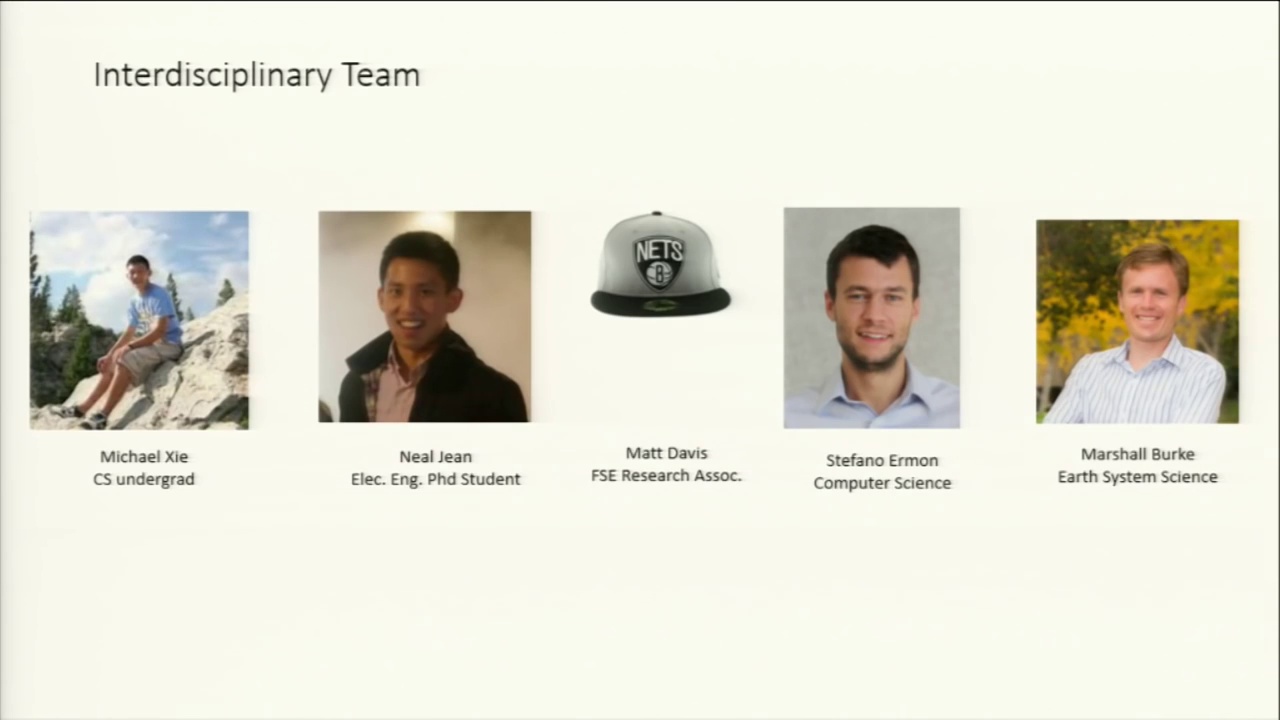 Interdisciplinary Team
NETS
B
Michael Xie
CS undergrad
Neal Jean
Elec. Eng. Phd Student
Matt Davis
FSE Research Assoc.
Stefano Ermon
Computer Science
Marshall Burke
Earth System Science